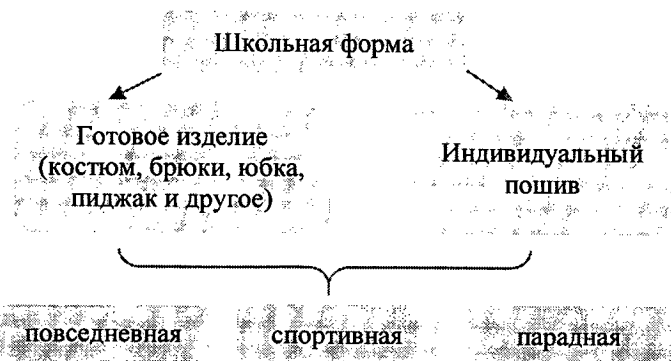 Школьная форма
Готовое изделие
(костюм, брюки, юбка,
пиджак и другое)
Индивидуальный
пошив
повседневная
спортивная
парадная